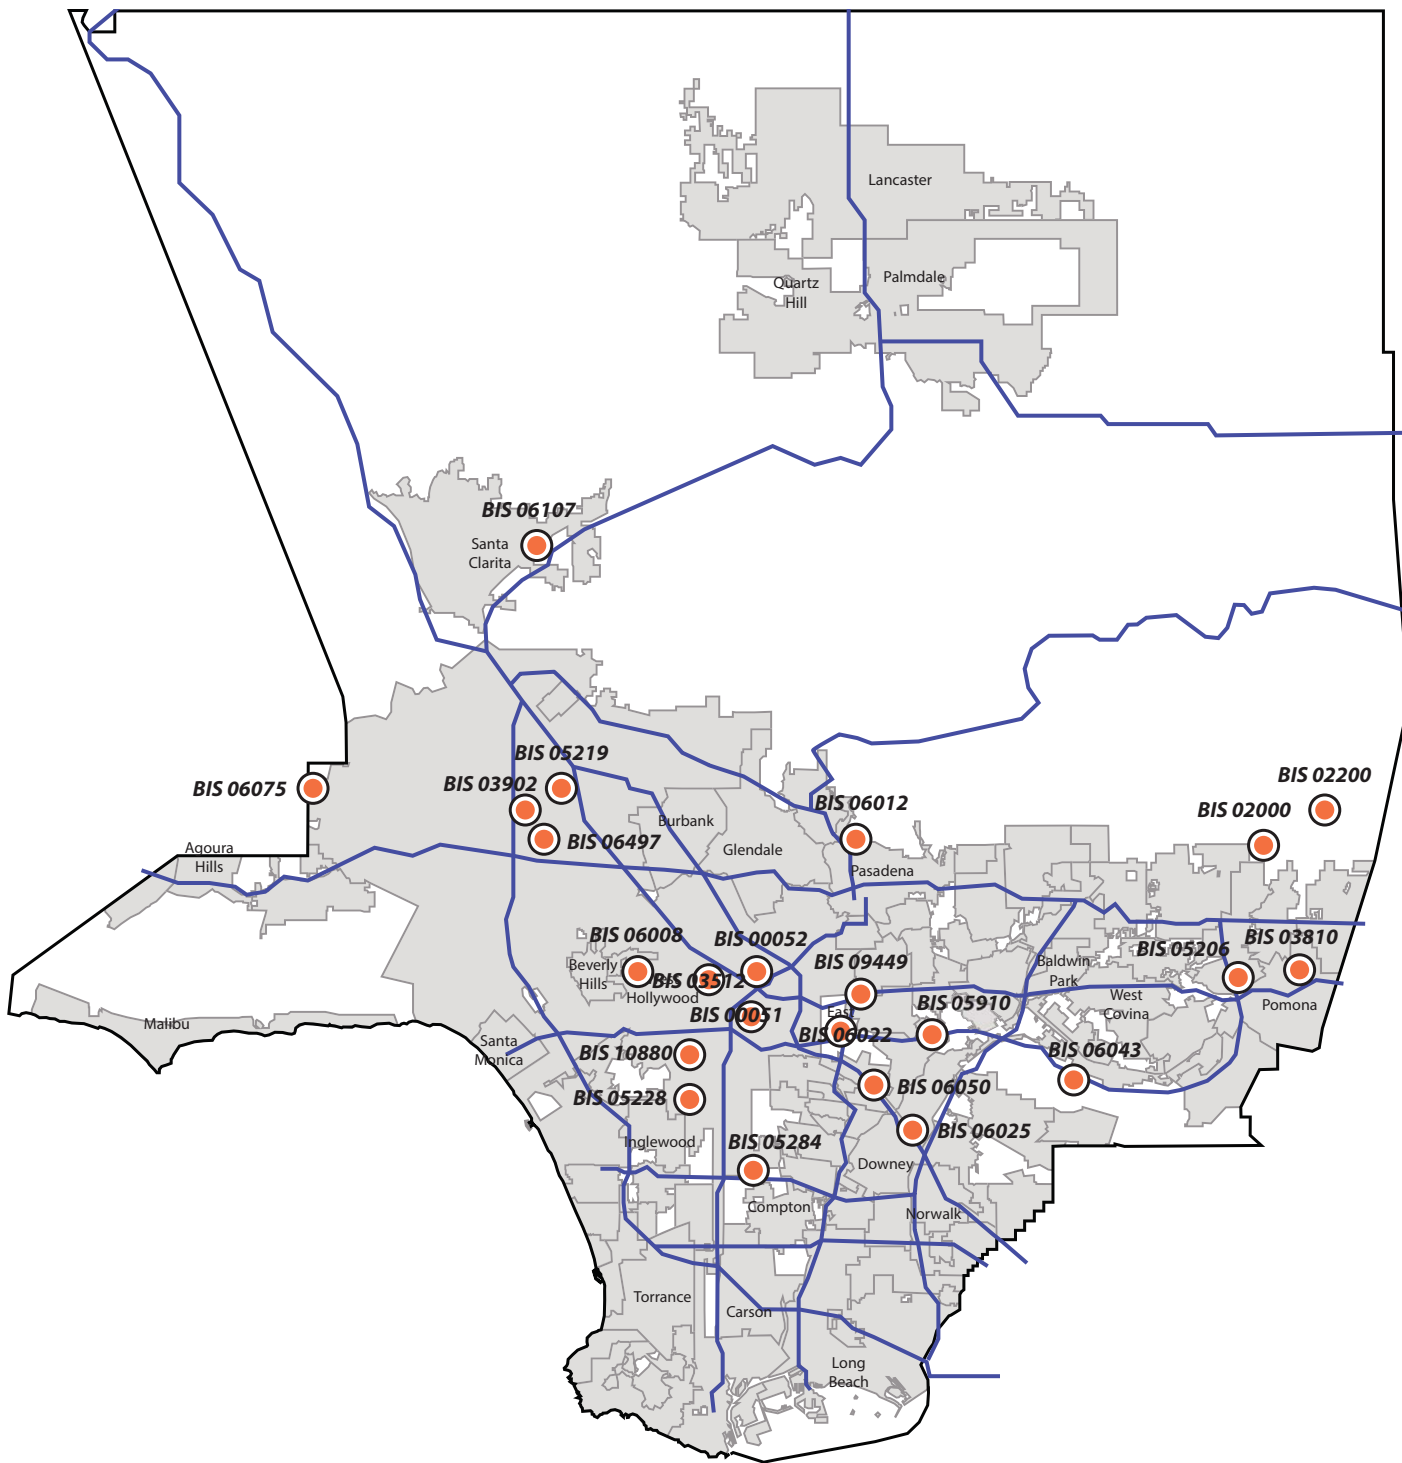 Lancaster
Palmdale
Quartz
Hill
BIS 06107
Santa
Clarita
BIS 05219
BIS 02200
BIS 06075
BIS 03902
BIS 06012
BIS 02000
Burbank
BIS 06497
Agoura
Hills
Glendale
Pasadena
BIS 06008
BIS 00052
BIS 03810
BIS 05206
Beverly
Hills
BIS 09449
Baldwin
Park
BIS 03512
Hollywood
West
Covina
Pomona
BIS 05910
BIS 00051
East
Malibu
BIS 06022
Santa
Monica
BIS 10880
BIS 06043
BIS 06050
BIS 05228
BIS 06025
Inglewood
BIS 05284
Downey
Compton
Norwalk
Torrance
Carson
Long
Beach